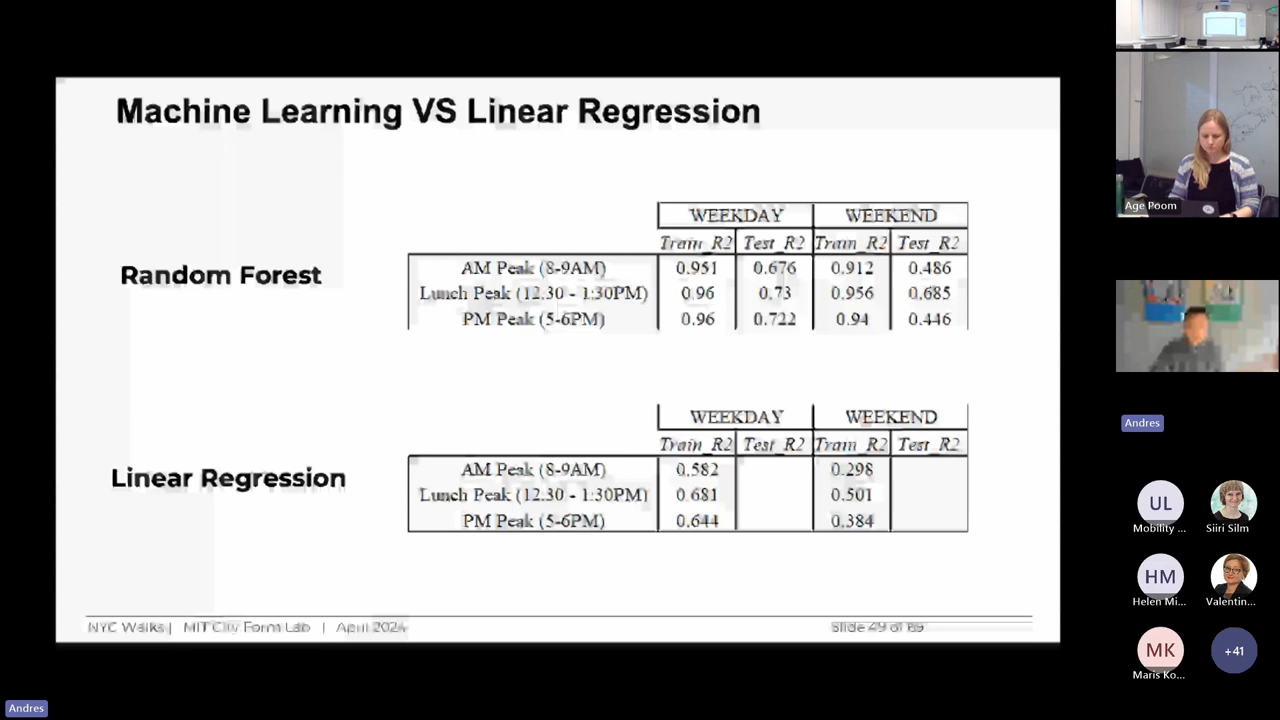 Machine Learning VS Linear Regression
WEEKDAY WEEKEND
Train_R2 Test_R2 Train_R2 Test_R2
Random Forest
AM Peak (8-9AM) 0.951 0.676 0.912 0.486
Lunch Peak (12:30 - 1:30PM) 0.96 0.73 0.956 0.685
PM Peak (5-6PM) 0.96 0.722 0.94 0.446
WEEKDAY WEEKEND
Train_R2 Test_R2 Train_R2 Test_R2
Linear Regression
AM Peak (8-9AM) 0.582 0.298
Lunch Peak (12:30 - 1:30PM) 0.681 0.501
PM Peak (5-6PM) 0.644 0.384
NYC Walks | MIT City Form Lab | April 2024
Slide 49 of 69
Age Poom
Andres
UL
Mobility ...
Siiri Silm
HM
Helen Mi...
Valentin...
MK
Maris Ko...
+41
Andres